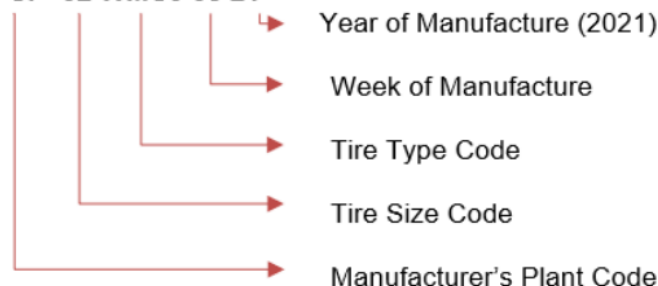 Year of Manufacture (2021)
Week of Manufacture
Tire Type Code
Tire Size Code
Manufacturer's Plant Code